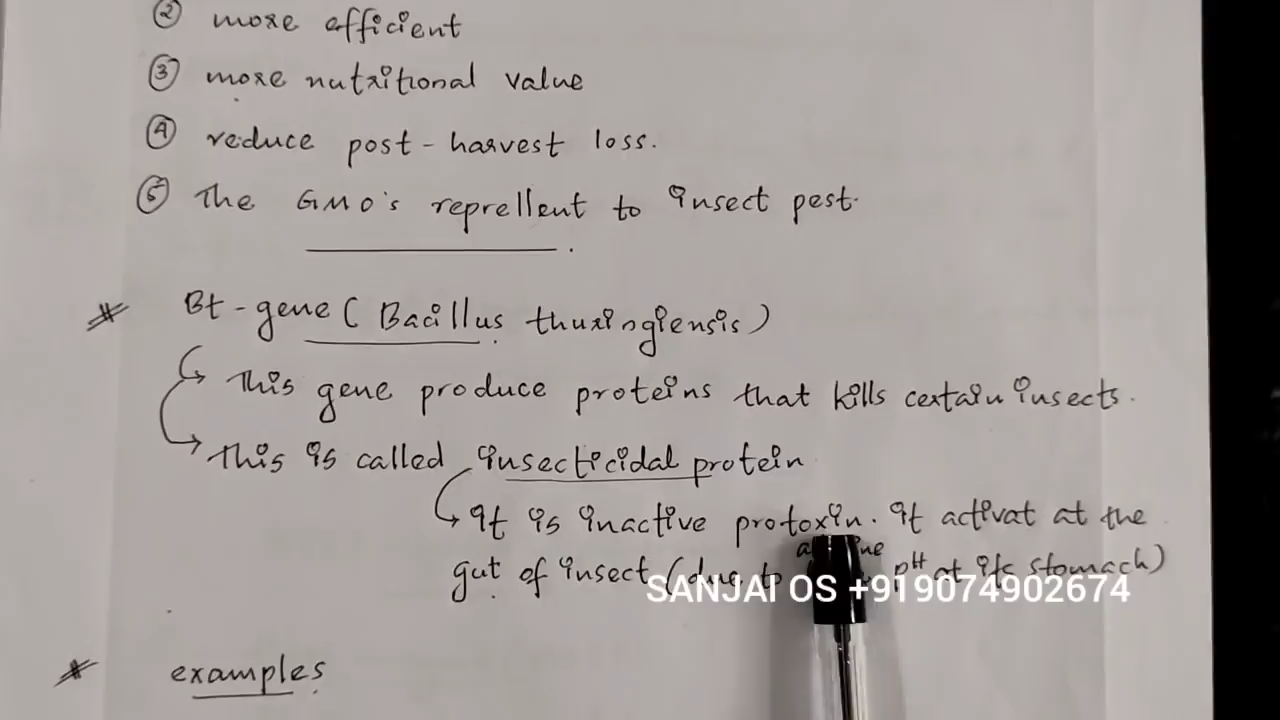 ② more efficient
③ more nutritional value
④ reduce post-harvest loss.
⑤ The GMO's reprellent to insect pest.
Bt-gene (Bacillus thuringiensis)
This gene produce proteins that kills certain insects.
This is called insecticidal protein
It is inactive protoxin. It activat at the
gut of insect (due to pH at its stomach)
SANJAI OS +919074902674
examples